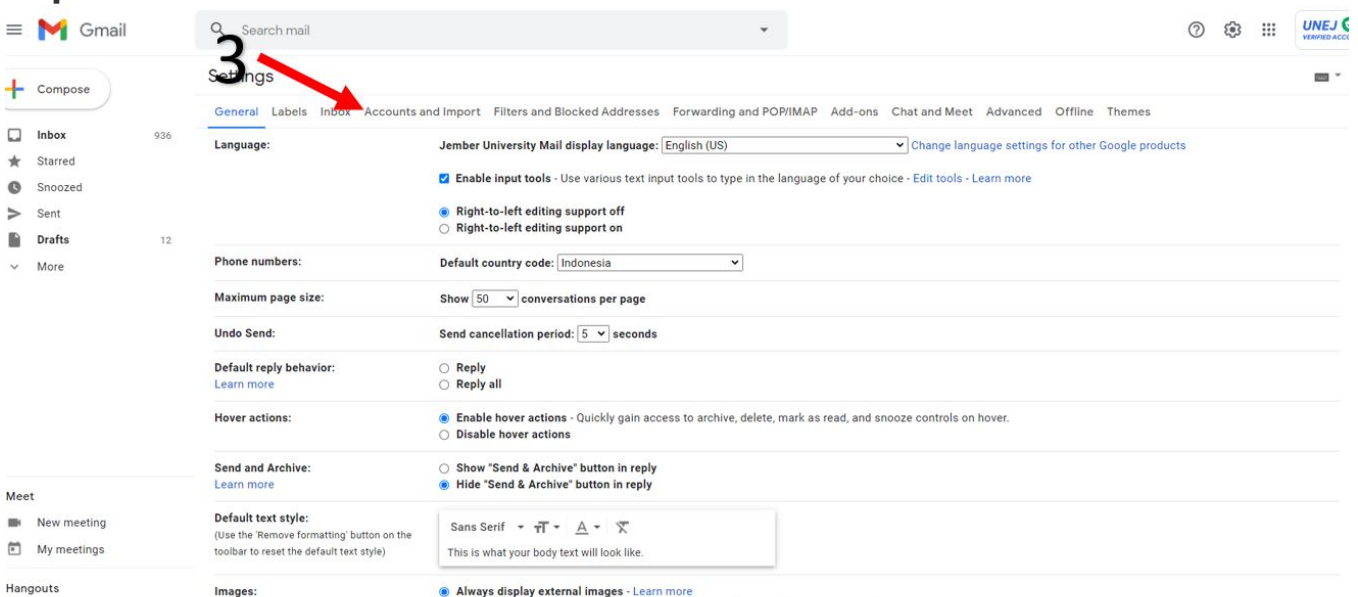 Gmail
Search mail
UNEJ
VERIFIED ACCO
3
Compose
Settings
General Labels Inbox Accounts and Import Filters and Blocked Addresses Forwarding and POP/IMAP Add-ons Chat and Meet Advanced Offline Themes
Inbox 936
Starred
Snoozed
Sent
Drafts 12
More
Language: Jember University Mail display language: English (US) Change language settings for other Google products
Enable input tools - Use various text input tools to type in the language of your choice - Edit tools - Learn more
Right-to-left editing support off
Right-to-left editing support on
Phone numbers: Default country code: Indonesia
Maximum page size: Show 50 conversations per page
Undo Send: Send cancellation period: 5 seconds
Default reply behavior: Reply
Learn more Reply all
Hover actions: Enable hover actions - Quickly gain access to archive, delete, mark as read, and snooze controls on hover.
Disable hover actions
Send and Archive: Show "Send & Archive" button in reply
Learn more Hide "Send & Archive" button in reply
Meet
New meeting
My meetings
Default text style:
(Use the 'Remove formatting' button on the
toolbar to reset the default text style)
Sans Serif
This is what your body text will look like.
Hangouts
Images: Always display external images - Learn more